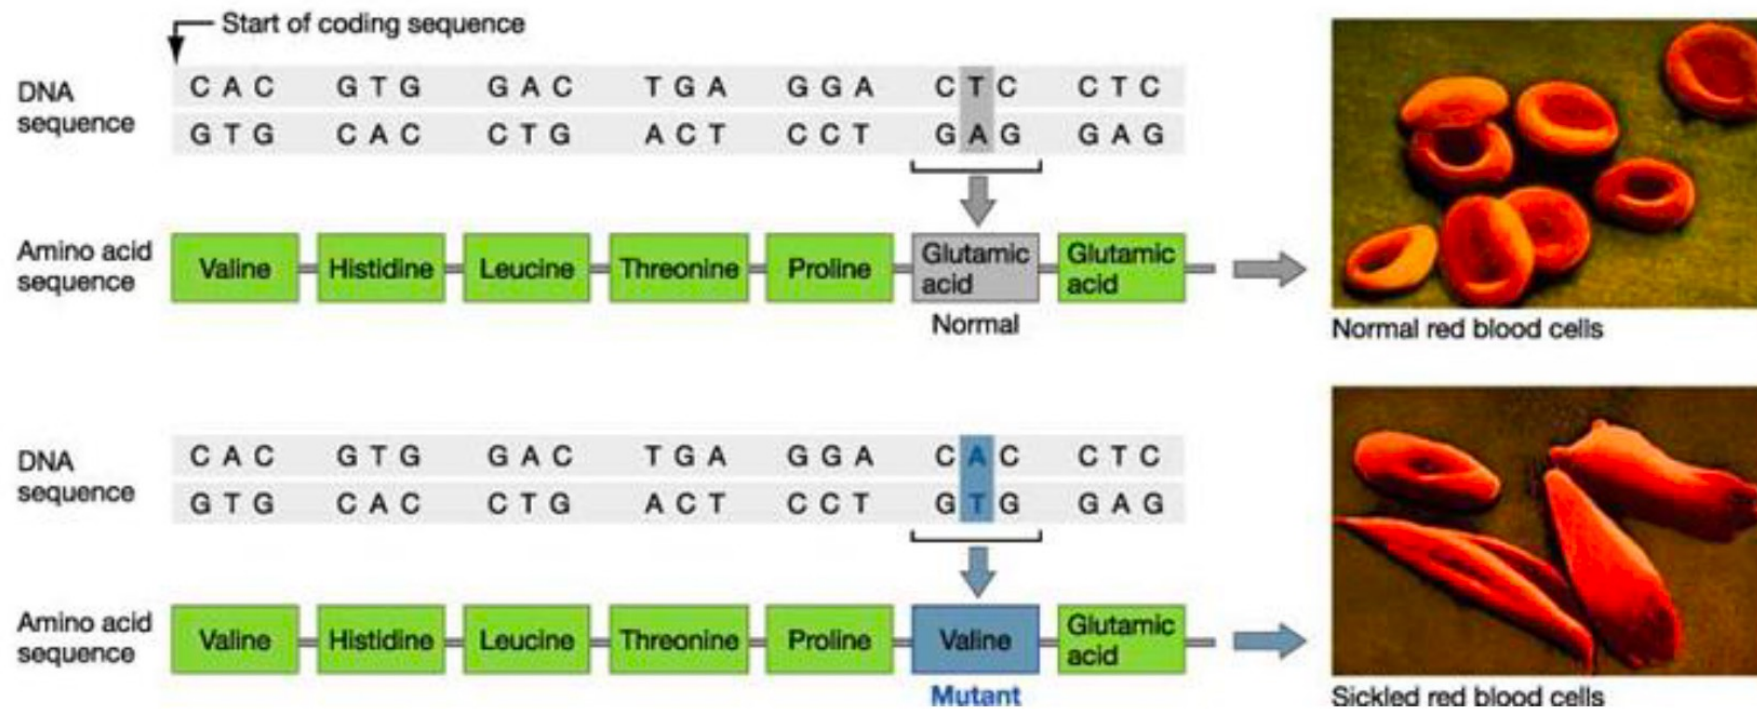 Start of coding sequence
DNA
sequence
C A C G T G G A C T G A G G A C T C C T C
G T G C A C C T G A C T C C T G A G G A G
Amino acid
sequence
Valine Histidine Leucine Threonine Proline Glutamic acid Glutamic acid
Normal
Normal red blood cells
DNA
sequence
C A C G T G G A C T G A G G A C A C C T C
G T G C A C C T G A C T C C T G T G G A G
Amino acid
sequence
Valine Histidine Leucine Threonine Proline Valine Glutamic acid
Mutant
Sickled red blood cells